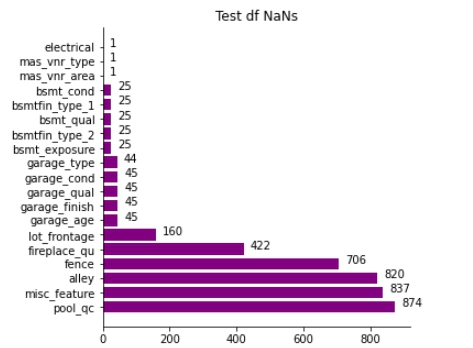 Test df NaNs
electrical 1
mas_vnr_type 1
mas_vnr_area 1
bsmt_cond 25
bsmtfin_type_1 25
bsmt_qual 25
bsmtfin_type_2 25
bsmt_exposure 25
garage_type 44
garage_cond 45
garage_qual 45
garage_finish 45
garage_age 45
lot_frontage 160
fireplace_qu 422
fence 706
alley 820
misc_feature 837
pool_qc 874
0 200 400 600 800